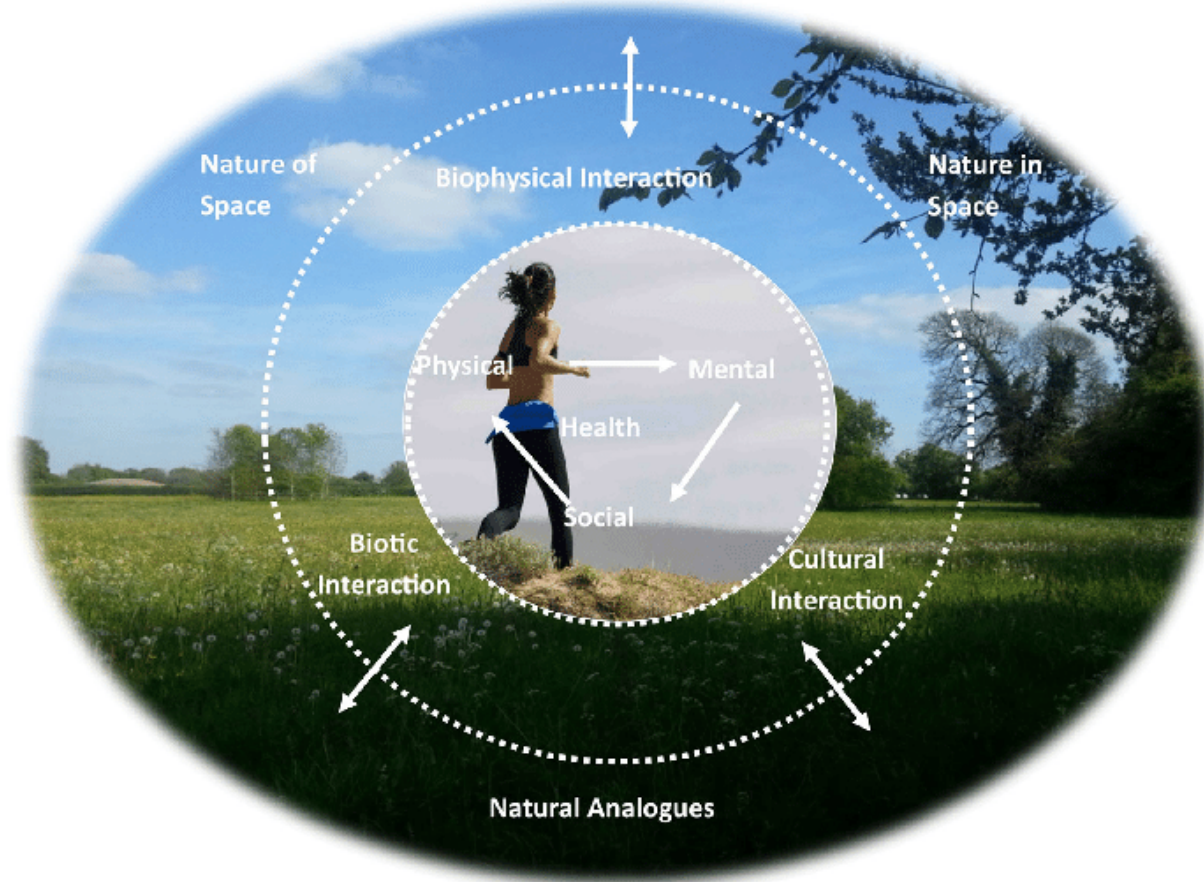 Nature of
Space
Biophysical Interaction
Nature in
Space
Physical
Mental
Health
Social
Biotic
Interaction
Cultural
Interaction
Natural Analogues